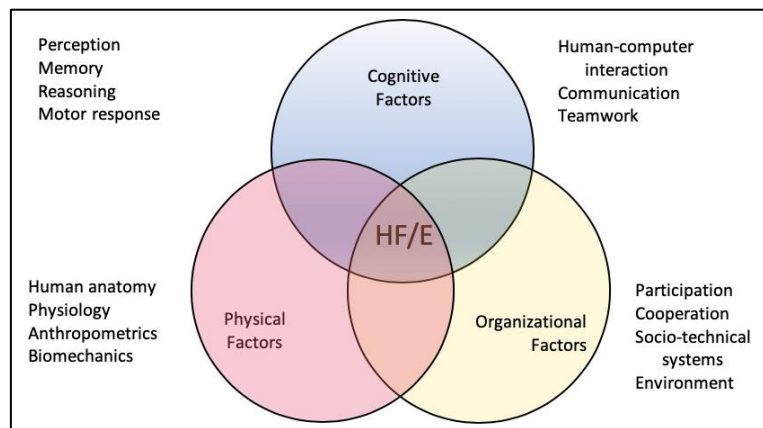 Perception
Memory
Reasoning
Motor response
Cognitive
Factors
Human-computer
interaction
Communication
Teamwork
HF/E
Human anatomy
Physiology
Anthropometrics
Biomechanics
Physical
Factors
Organizational
Factors
Participation
Cooperation
Socio-technical
systems
Environment